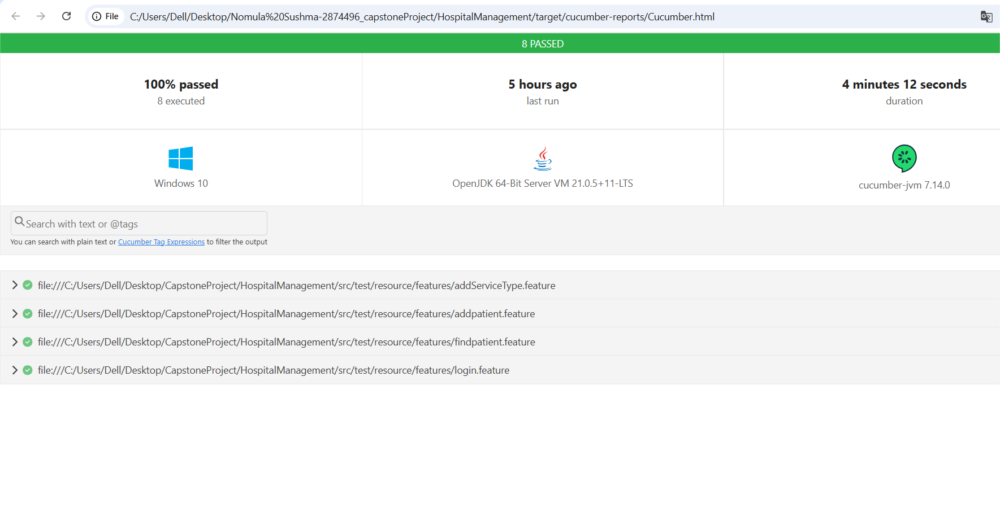 File C:/Users/Dell/Desktop/Nomula%20Sushma-2874496_capstoneProject/HospitalManagement/target/cucumber-reports/Cucumber.html
8 PASSED
100% passed
8 executed
5 hours ago
last run
4 minutes 12 seconds
duration
Windows 10
OpenJDK 64-Bit Server VM 21.0.5+11-LTS
cucumber-jvm 7.14.0
Search with text or @tags
You can search with plain text or Cucumber Tag Expressions to filter the output
file:///C:/Users/Dell/Desktop/CapstoneProject/HospitalManagement/src/test/resource/features/addServiceType.feature
file:///C:/Users/Dell/Desktop/CapstoneProject/HospitalManagement/src/test/resource/features/addpatient.feature
file:///C:/Users/Dell/Desktop/CapstoneProject/HospitalManagement/src/test/resource/features/findpatient.feature
file:///C:/Users/Dell/Desktop/CapstoneProject/HospitalManagement/src/test/resource/features/login.feature